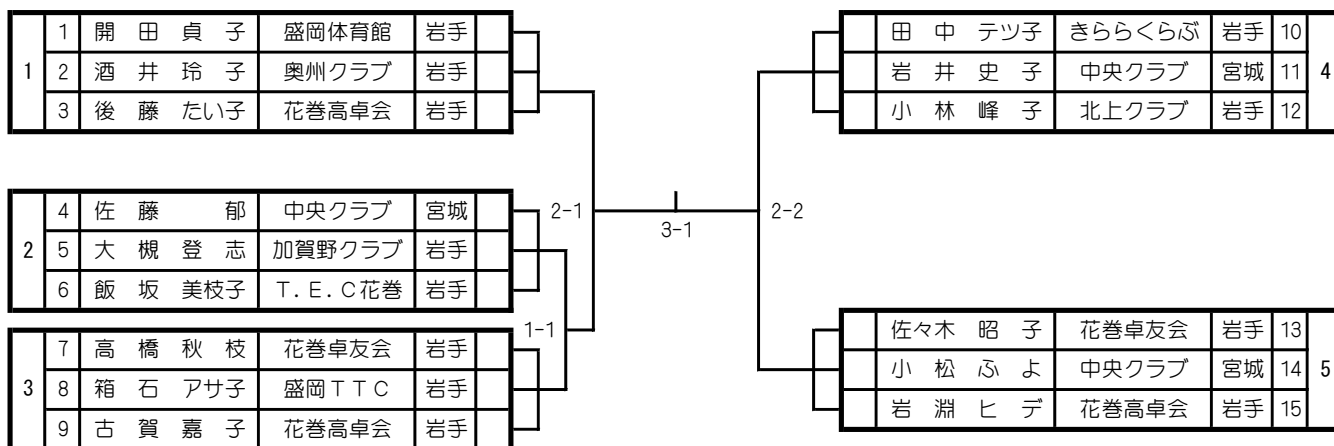 1
1 開 田 貞 子 盛岡体育館 岩手
2 酒 井 玲 子 奥州クラブ 岩手
3 後 藤 たい子 花巻高卓会 岩手
2
4 佐 藤 郁 中央クラブ 宮城
5 大 槻 登 志 加賀野クラブ 岩手
6 飯 坂 美枝子 T.E.C花巻 岩手
3
7 高 橋 秋 枝 花巻卓友会 岩手
8 箱 石 アサ子 盛岡TTC 岩手
9 古 賀 嘉 子 花巻高卓会 岩手
2-1
1-1
3-1
2-2
田 中 テツ子 きららくらぶ 岩手 10
岩 井 史 子 中央クラブ 宮城 11
小 林 峰 子 北上クラブ 岩手 12
4
佐々木 昭 子 花巻卓友会 岩手 13
小 松 ふ よ 中央クラブ 宮城 14
岩 淵 ヒ デ 花巻高卓会 岩手 15
5